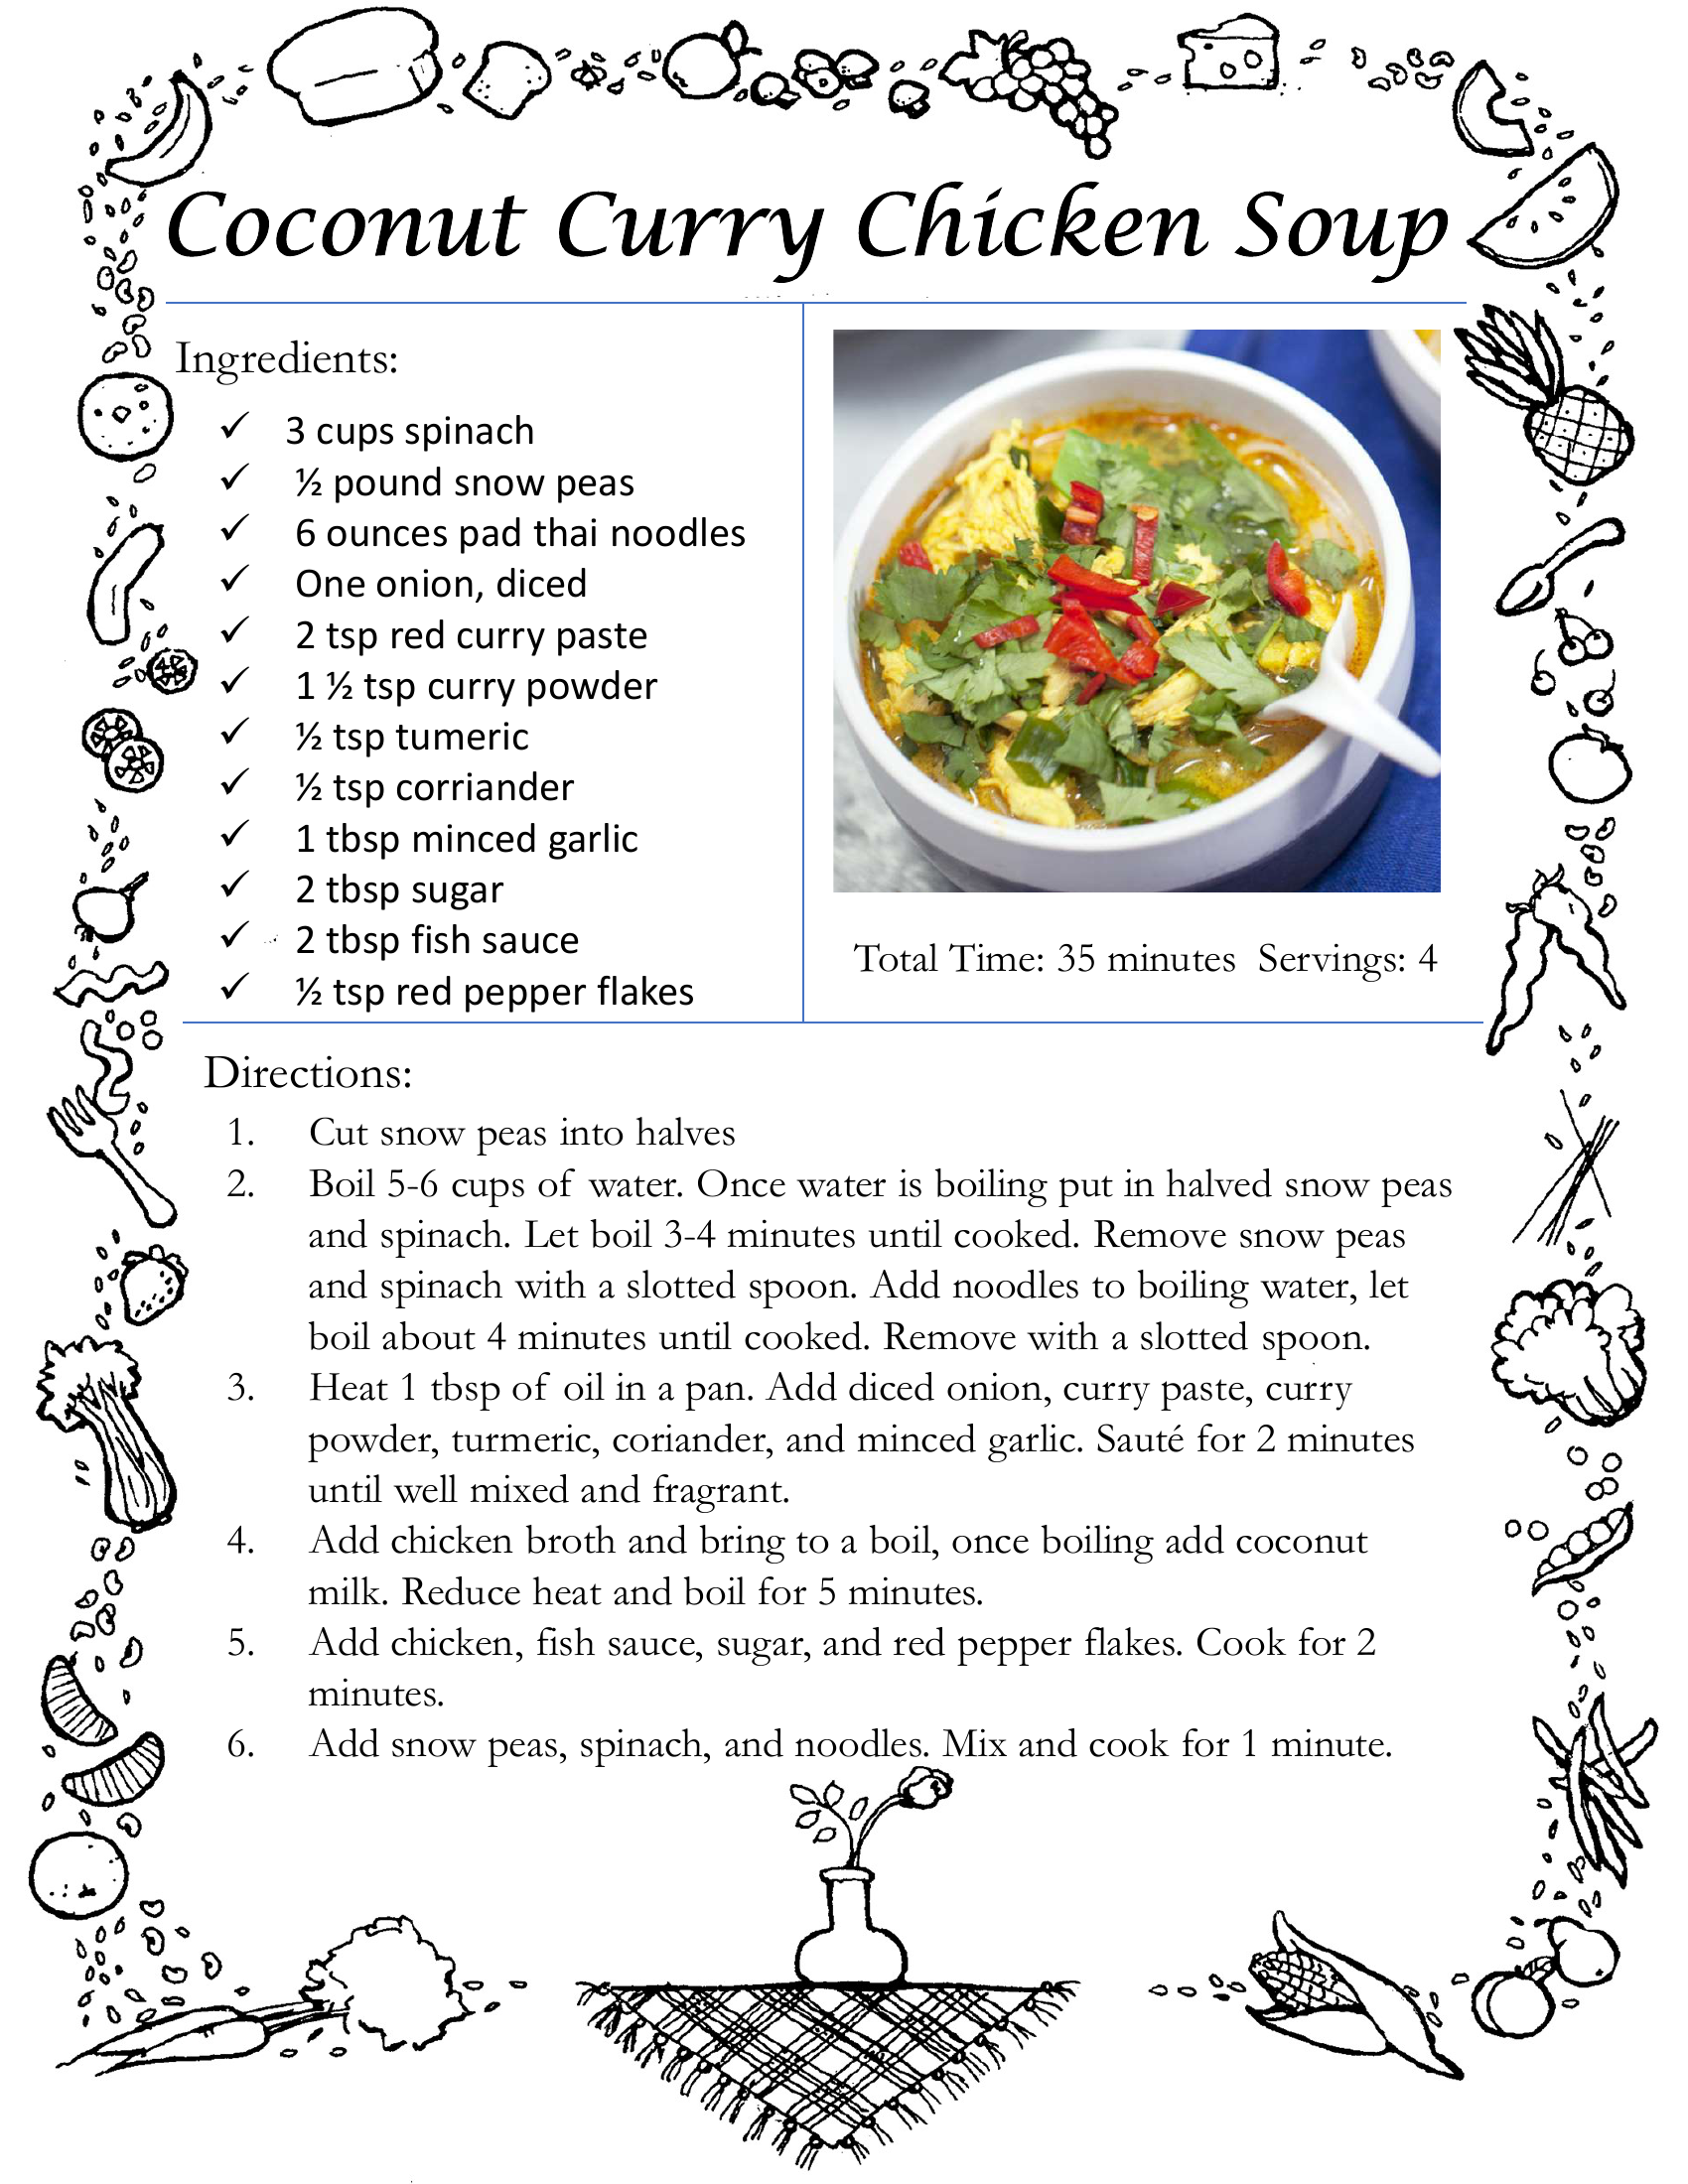 Coconut Curry Chicken Soup
Ingredients:
✓ 3 cups spinach
✓ ½ pound snow peas
✓ 6 ounces pad thai noodles
✓ One onion, diced
✓ 2 tsp red curry paste
✓ 1 ½ tsp curry powder
✓ ½ tsp tumeric
✓ ½ tsp corriander
✓ 1 tbsp minced garlic
✓ 2 tbsp sugar
✓ 2 tbsp fish sauce
✓ ½ tsp red pepper flakes
Total Time: 35 minutes Servings: 4
Directions:
1. Cut snow peas into halves
2. Boil 5-6 cups of water. Once water is boiling put in halved snow peas
and spinach. Let boil 3-4 minutes until cooked. Remove snow peas
and spinach with a slotted spoon. Add noodles to boiling water, let
boil about 4 minutes until cooked. Remove with a slotted spoon.
3. Heat 1 tbsp of oil in a pan. Add diced onion, curry paste, curry
powder, turmeric, coriander, and minced garlic. Sauté for 2 minutes
until well mixed and fragrant.
4. Add chicken broth and bring to a boil, once boiling add coconut
milk. Reduce heat and boil for 5 minutes.
5. Add chicken, fish sauce, sugar, and red pepper flakes. Cook for 2
minutes.
6. Add snow peas, spinach, and noodles. Mix and cook for 1 minute.